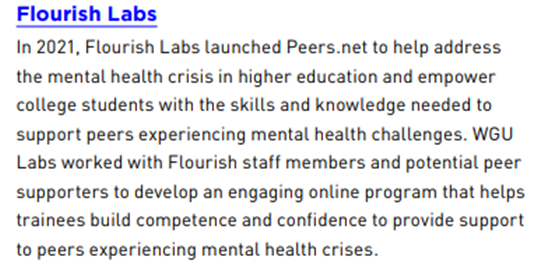 Flourish Labs
In 2021, Flourish Labs launched Peers.net to help address
the mental health crisis in higher education and empower
college students with the skills and knowledge needed to
support peers experiencing mental health challenges. WGU
Labs worked with Flourish staff members and potential peer
supporters to develop an engaging online program that helps
trainees build competence and confidence to provide support
to peers experiencing mental health crises.